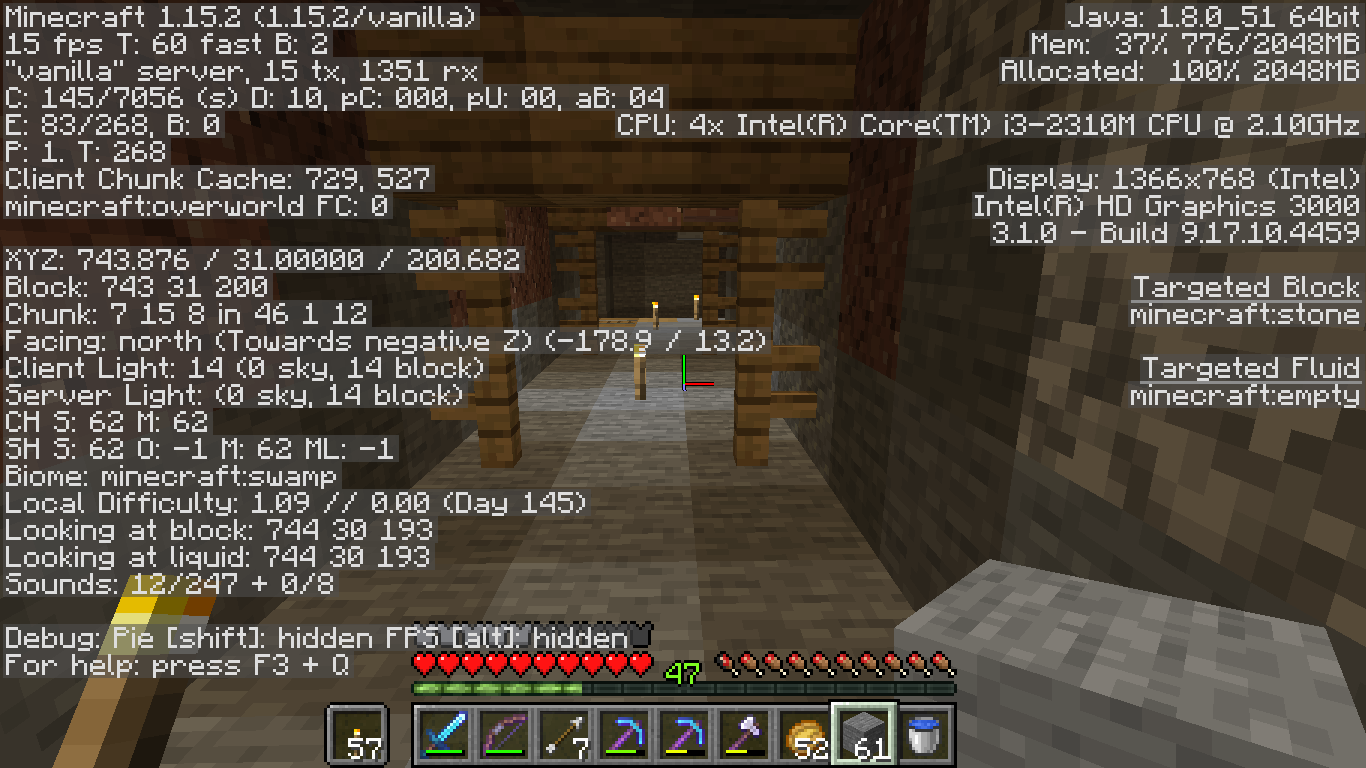 Minecraft 1.15.2 (1.15.2/vanilla)
15 fps T: 60 fast B: 2
"vanilla" server, 15 tx, 1351 rx
C: 145/7056 (s) D: 10, pC: 000, pU: 00, aB: 04
E: 83/268, B: 0
P: 1. T: 268
Client Chunk Cache: 729, 527
minecraft:overworld FC: 0
XYZ: 743.876 / 31.00000 / 200.682
Block: 743 31 200
Chunk: 7 15 8 in 46 1 12
Facing: north (Towards negative Z) (-178.9 / 13.2)
Client Light: 14 (0 sky, 14 block)
Server Light: (0 sky, 14 block)
CH S: 62 M: 62
SH S: 62 O: -1 M: 62 ML: -1
Biome: minecraft:swamp
Local Difficulty: 1.09 // 0.00 (Day 145)
Looking at block: 744 30 193
Looking at liquid: 744 30 193
Sounds: 12/247 + 0/8
Debug: Pie [shift]: hidden FPS [alt]: hidden
For help: press F3 + Q
Java: 1.8.0_51 64bit
Mem: 37% 776/2048MB
Allocated: 100% 2048MB
CPU: 4x Intel(R) Core(TM) i3-2310M CPU @ 2.10GHz
Display: 1366x768 (Intel)
Intel(R) HD Graphics 3000
3.1.0 - Build 9.17.10.4459
Targeted Block
minecraft:stone
Targeted Fluid
minecraft:empty
47
57
7
52
61